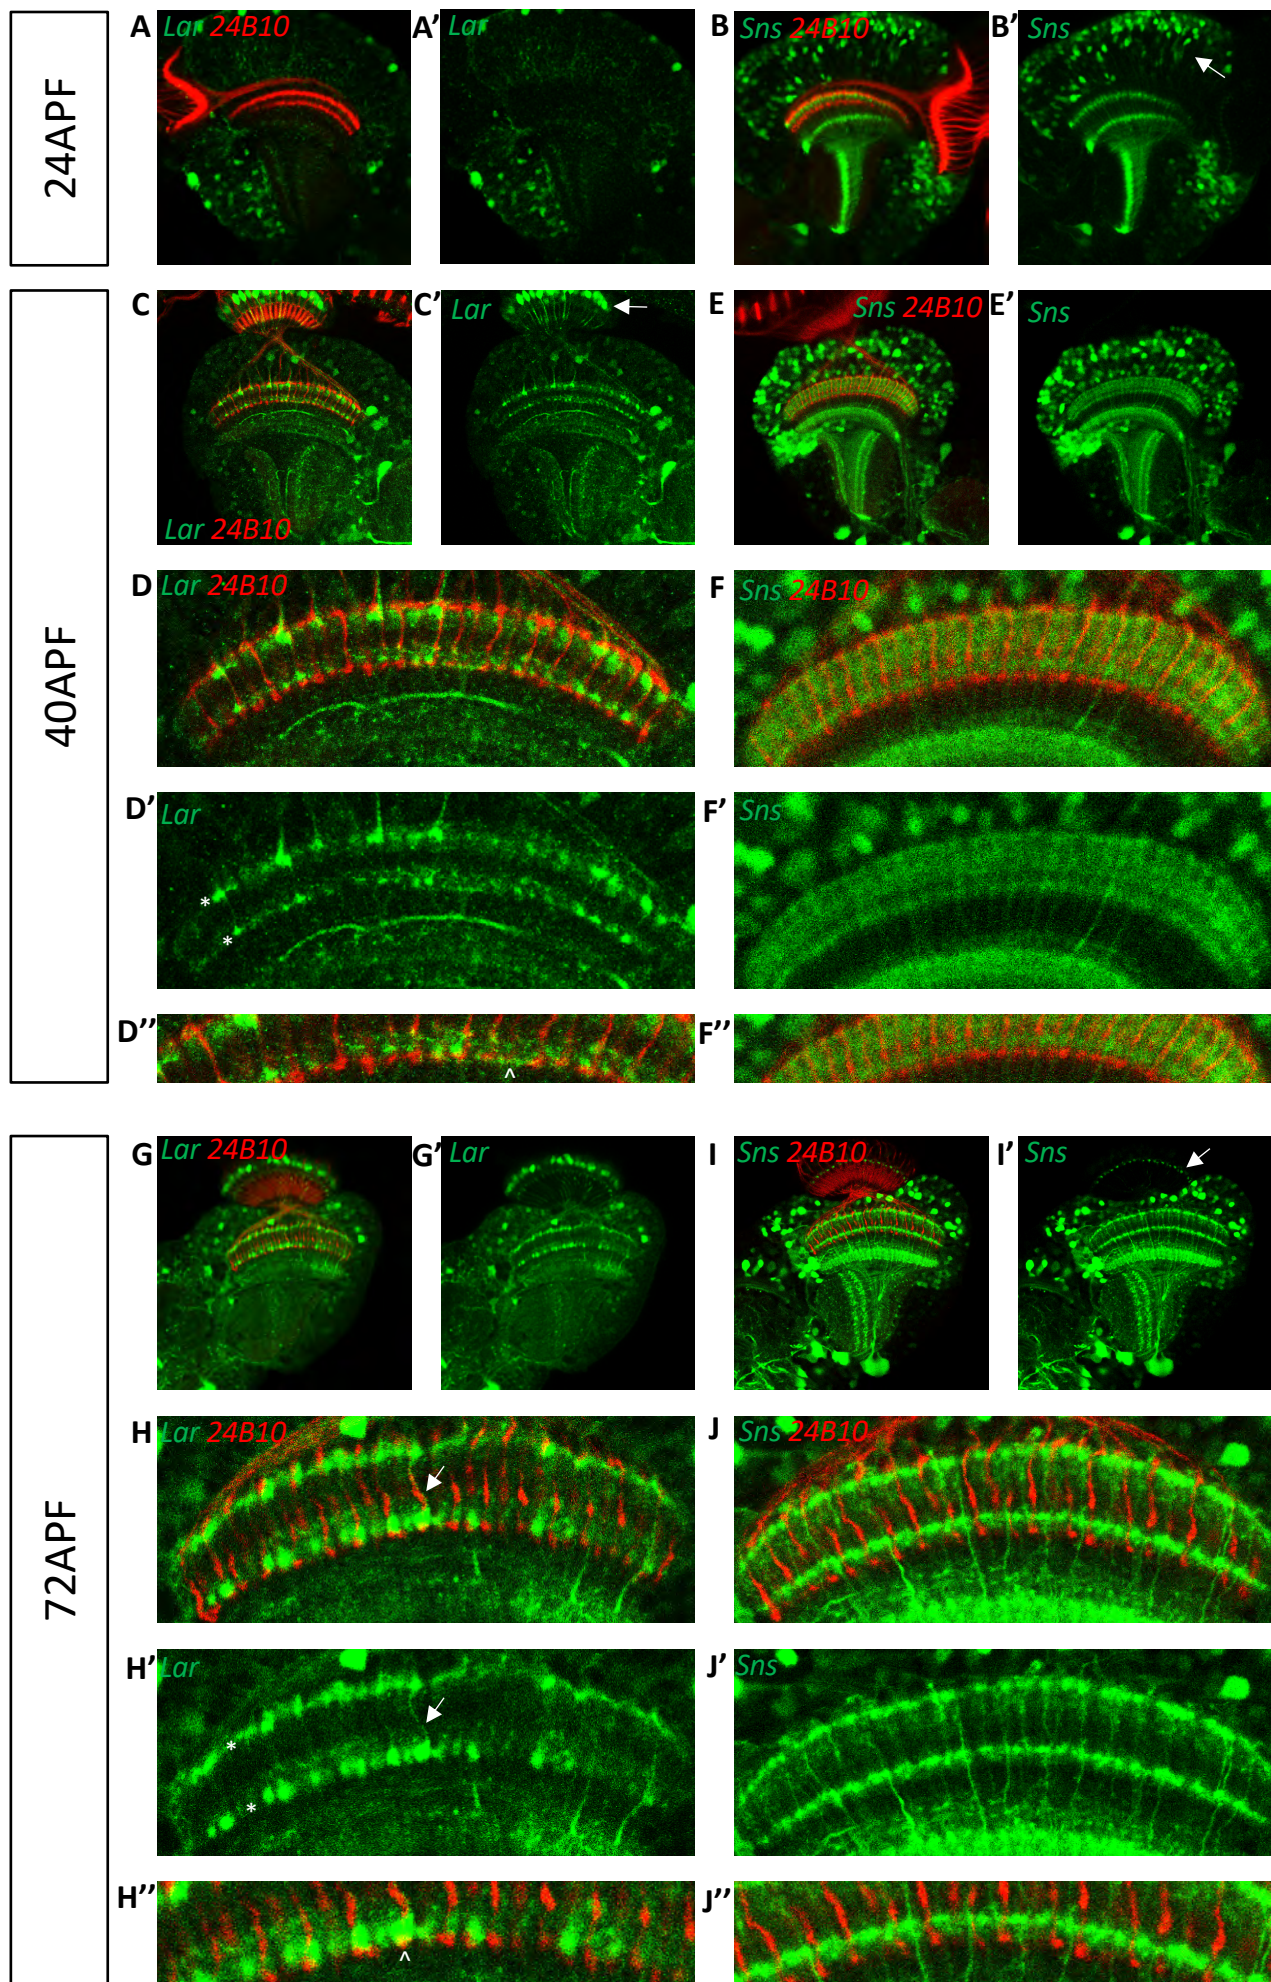 24APF
A Lar 24B10
A’ Lar
B Sns 24B10
B’ Sns
40APF
C
Lar 24B10
C’ Lar
E Sns 24B10
E’ Sns
D Lar 24B10
F Sns 24B10
D’ Lar
*
*
F’ Sns
D’’
^
F’’
72APF
G Lar 24B10
G’ Lar
I Sns 24B10
I’ Sns
H Lar 24B10
J Sns 24B10
H’ Lar
*
*
J’ Sns
H’’
^
J’’